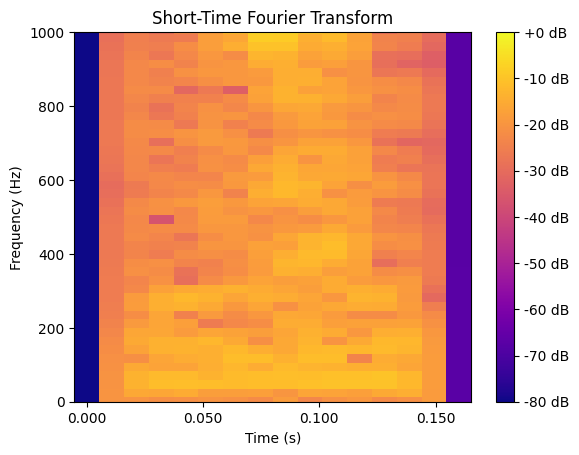 Short-Time Fourier Transform
1000
800
600
400
200
0
Frequency (Hz)
0.000
0.050
0.100
0.150
Time (s)
+0 dB
-10 dB
-20 dB
-30 dB
-40 dB
-50 dB
-60 dB
-70 dB
-80 dB